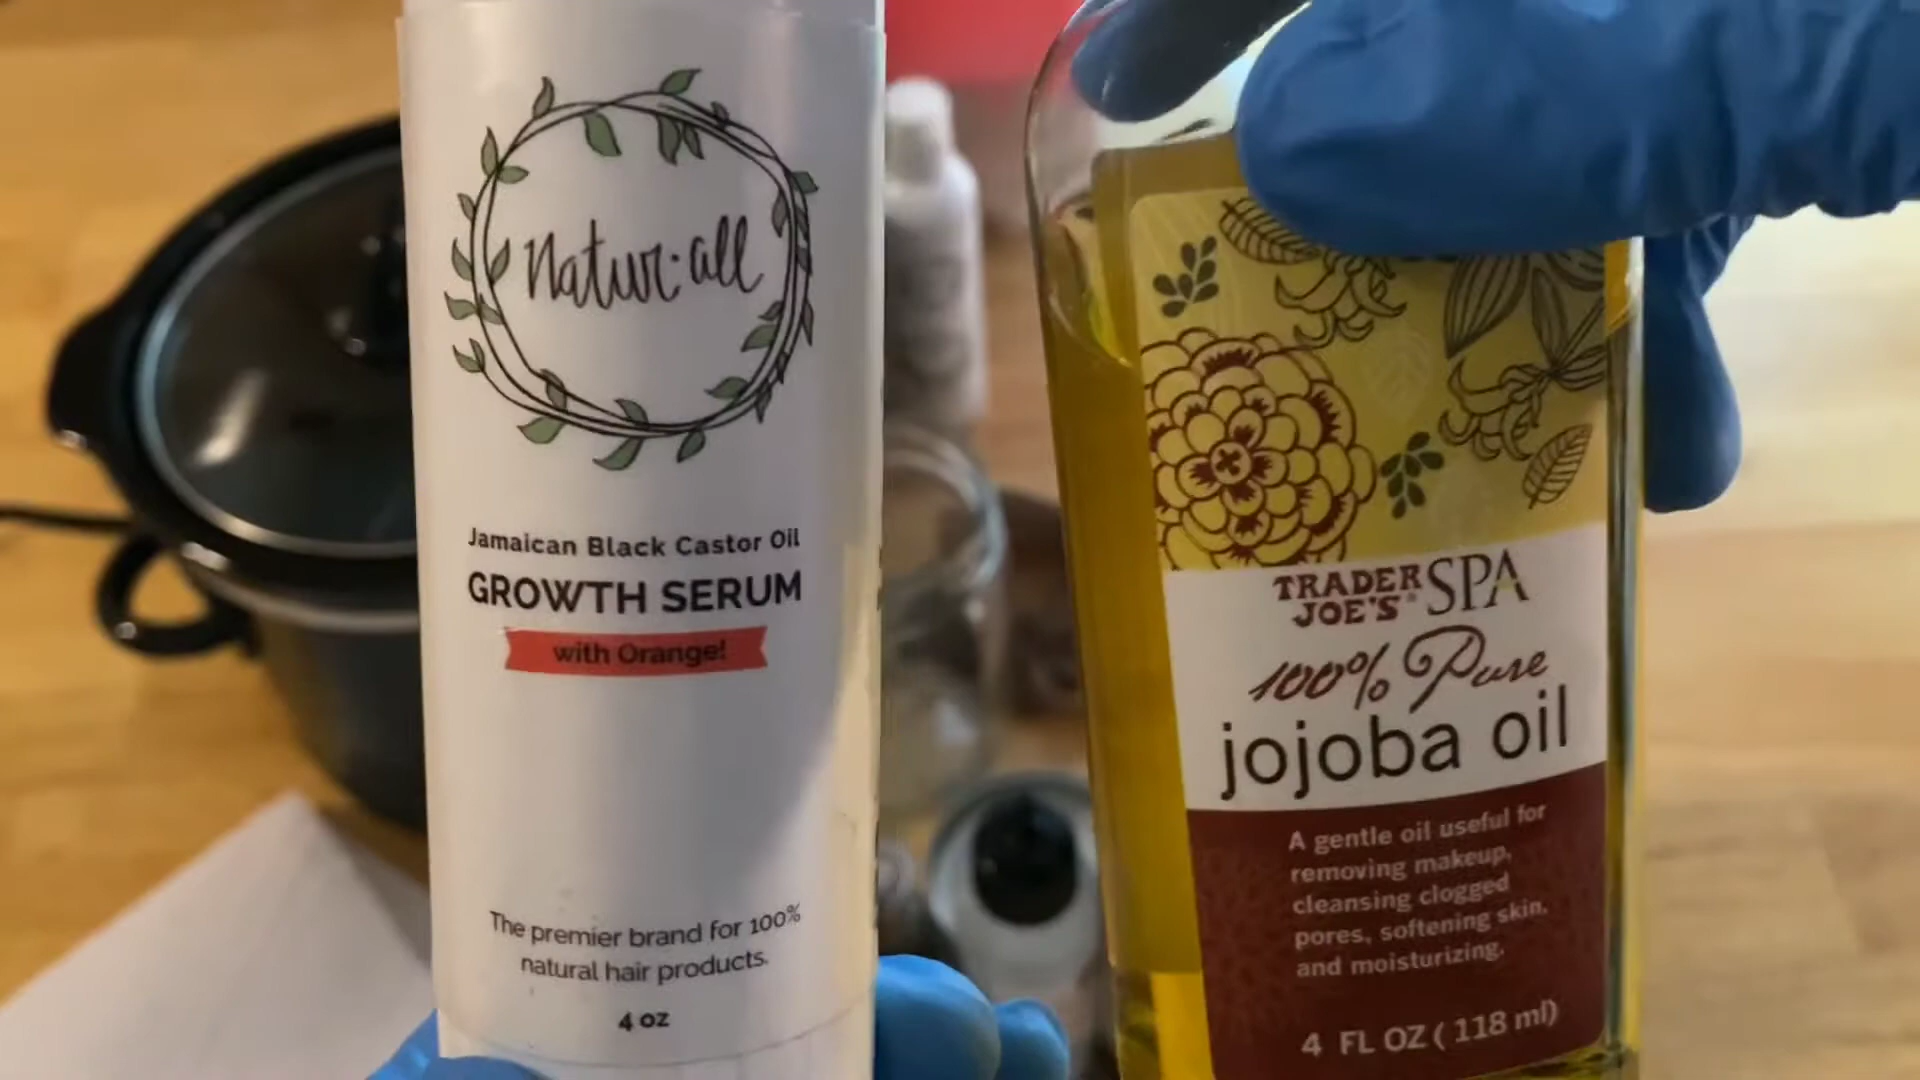 Natur·all
Jamaican Black Castor Oil
GROWTH SERUM
with Orange!
The premier brand for 100%
natural hair products.
4 oz
TRADER
JOE'S® SPA
100% Pure
jojoba oil
A gentle oil useful for
removing makeup,
cleansing clogged
pores, softening skin,
and moisturizing.
4 FL OZ (118 ml)